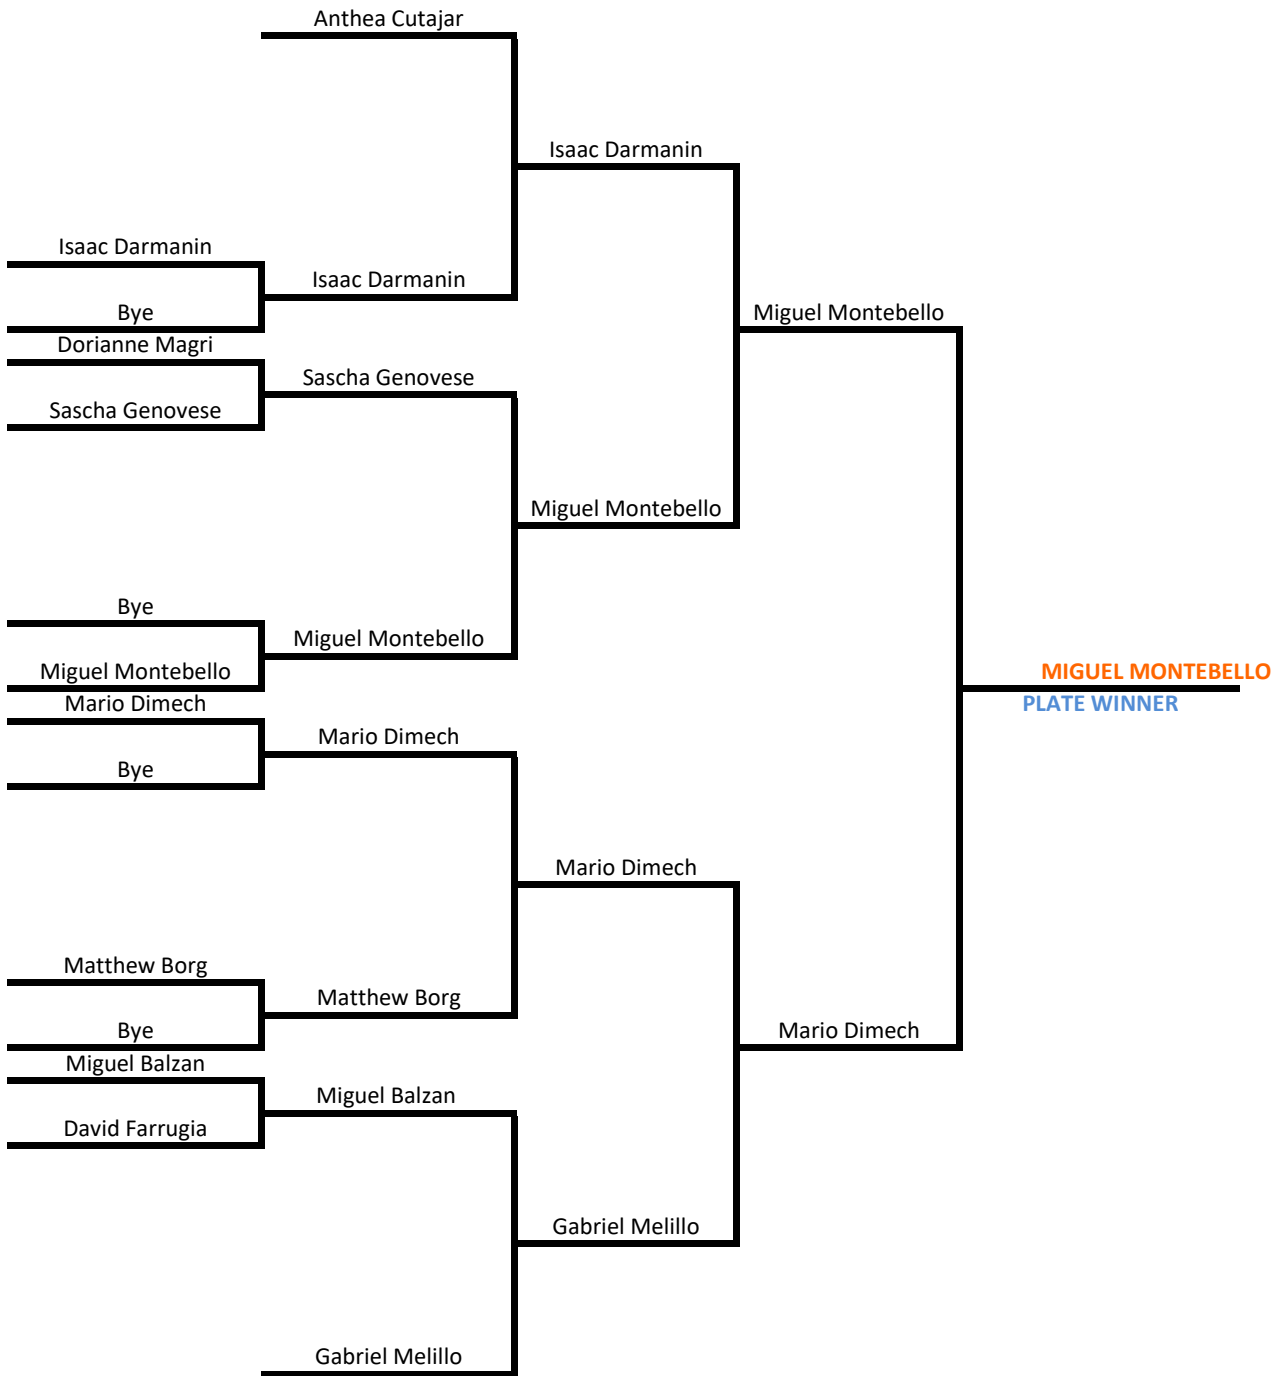 Anthea Cutajar
Isaac Darmanin
Isaac Darmanin
Isaac Darmanin
Bye
Miguel Montebello
Dorianne Magri
Sascha Genovese
Sascha Genovese
Miguel Montebello
Bye
Miguel Montebello
Miguel Montebello
MIGUEL MONTEBELLO
Mario Dimech
PLATE WINNER
Mario Dimech
Bye
Mario Dimech
Matthew Borg
Matthew Borg
Bye
Mario Dimech
Miguel Balzan
Miguel Balzan
David Farrugia
Gabriel Melillo
Gabriel Melillo